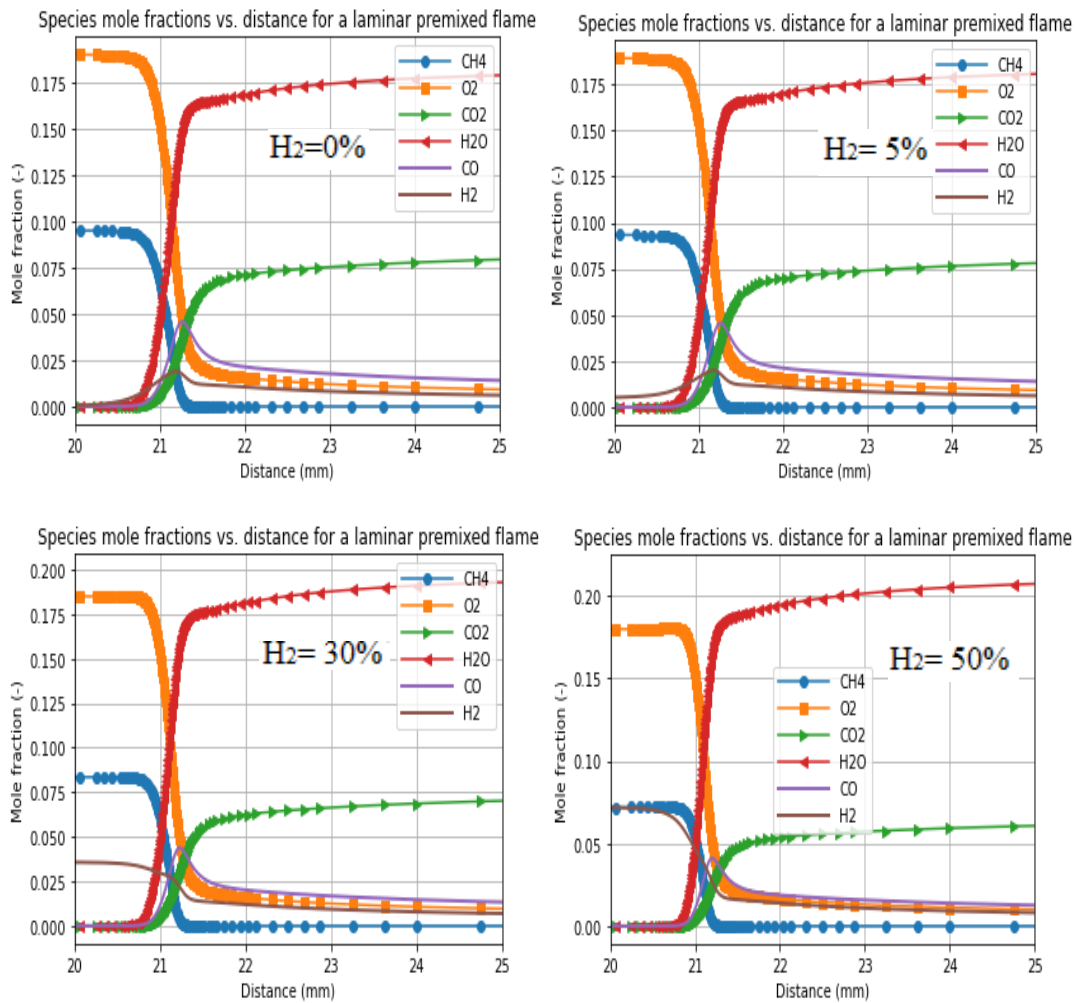 Species mole fractions vs. distance for a laminar premixed flame
Mole fraction (-)
0.175
0.150
0.125
0.100
0.075
0.050
0.025
0.000
H2=0%
CH4
O2
CO2
H2O
CO
H2
20 21 22 23 24 25
Distance (mm)
Species mole fractions vs. distance for a laminar premixed flame
Mole fraction (-)
0.175
0.150
0.125
0.100
0.075
0.050
0.025
0.000
H2= 5%
CH4
O2
CO2
H2O
CO
H2
20 21 22 23 24 25
Distance (mm)
Species mole fractions vs. distance for a laminar premixed flame
Mole fraction (-)
0.200
0.175
0.150
0.125
0.100
0.075
0.050
0.025
0.000
H2= 30%
CH4
O2
CO2
H2O
CO
H2
20 21 22 23 24 25
Distance (mm)
Species mole fractions vs. distance for a laminar premixed flame
Mole fraction (-)
0.20
0.15
0.10
0.05
0.00
H2= 50%
CH4
O2
CO2
H2O
CO
H2
20 21 22 23 24 25
Distance (mm)